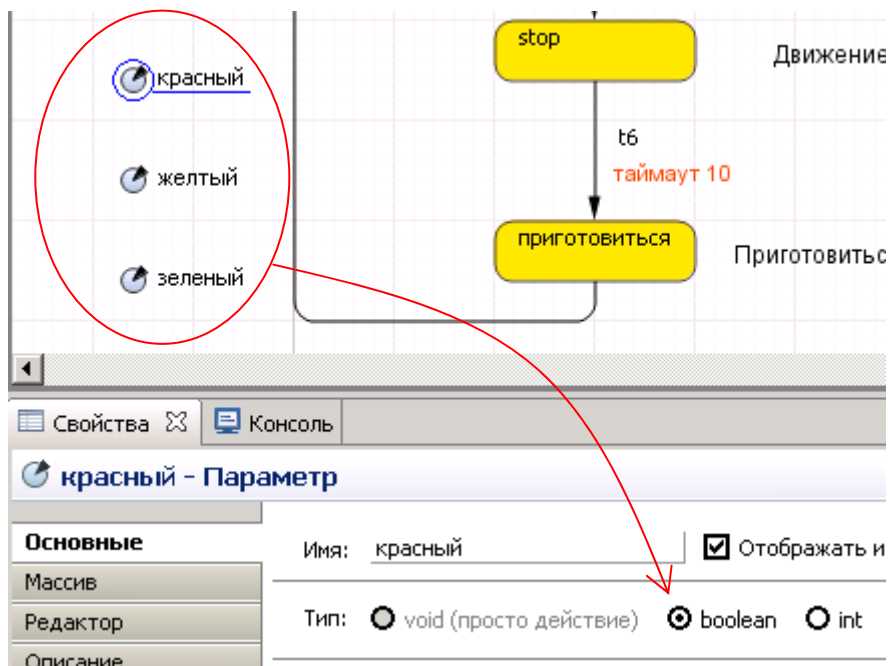 stop
Движение
красный
t6
таймаут 10
желтый
приготовиться
Приготовитьс
зеленый
Свойства
Консоль
красный - Параметр
Основные
Имя: красный
Отображать и
Массив
Редактор
Тип: void (просто действие) boolean int
Описание